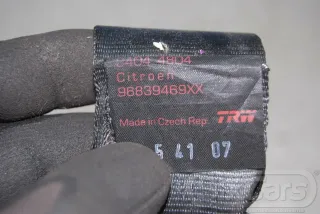 Citroen
96839469XX
Made in Czech Rep. TRW
5 41 07